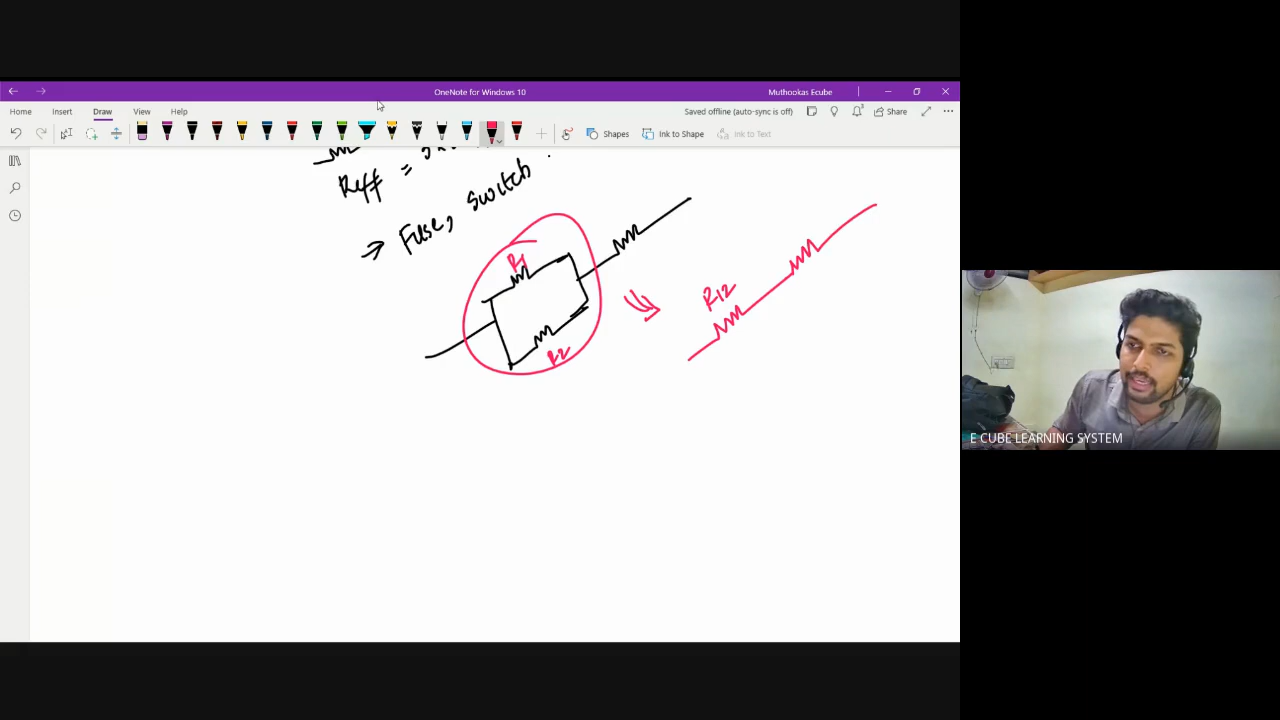 OneNote for Windows 10
Muthookas Ecube
Home Insert Draw View Help
Saved offline (auto-sync is off)
3
Share
Shapes
Ink to Shape
Ink to Text
Reff =
⇒ Fuse, Switch.
R1
R2
R12
E CUBE LEARNING SYSTEM